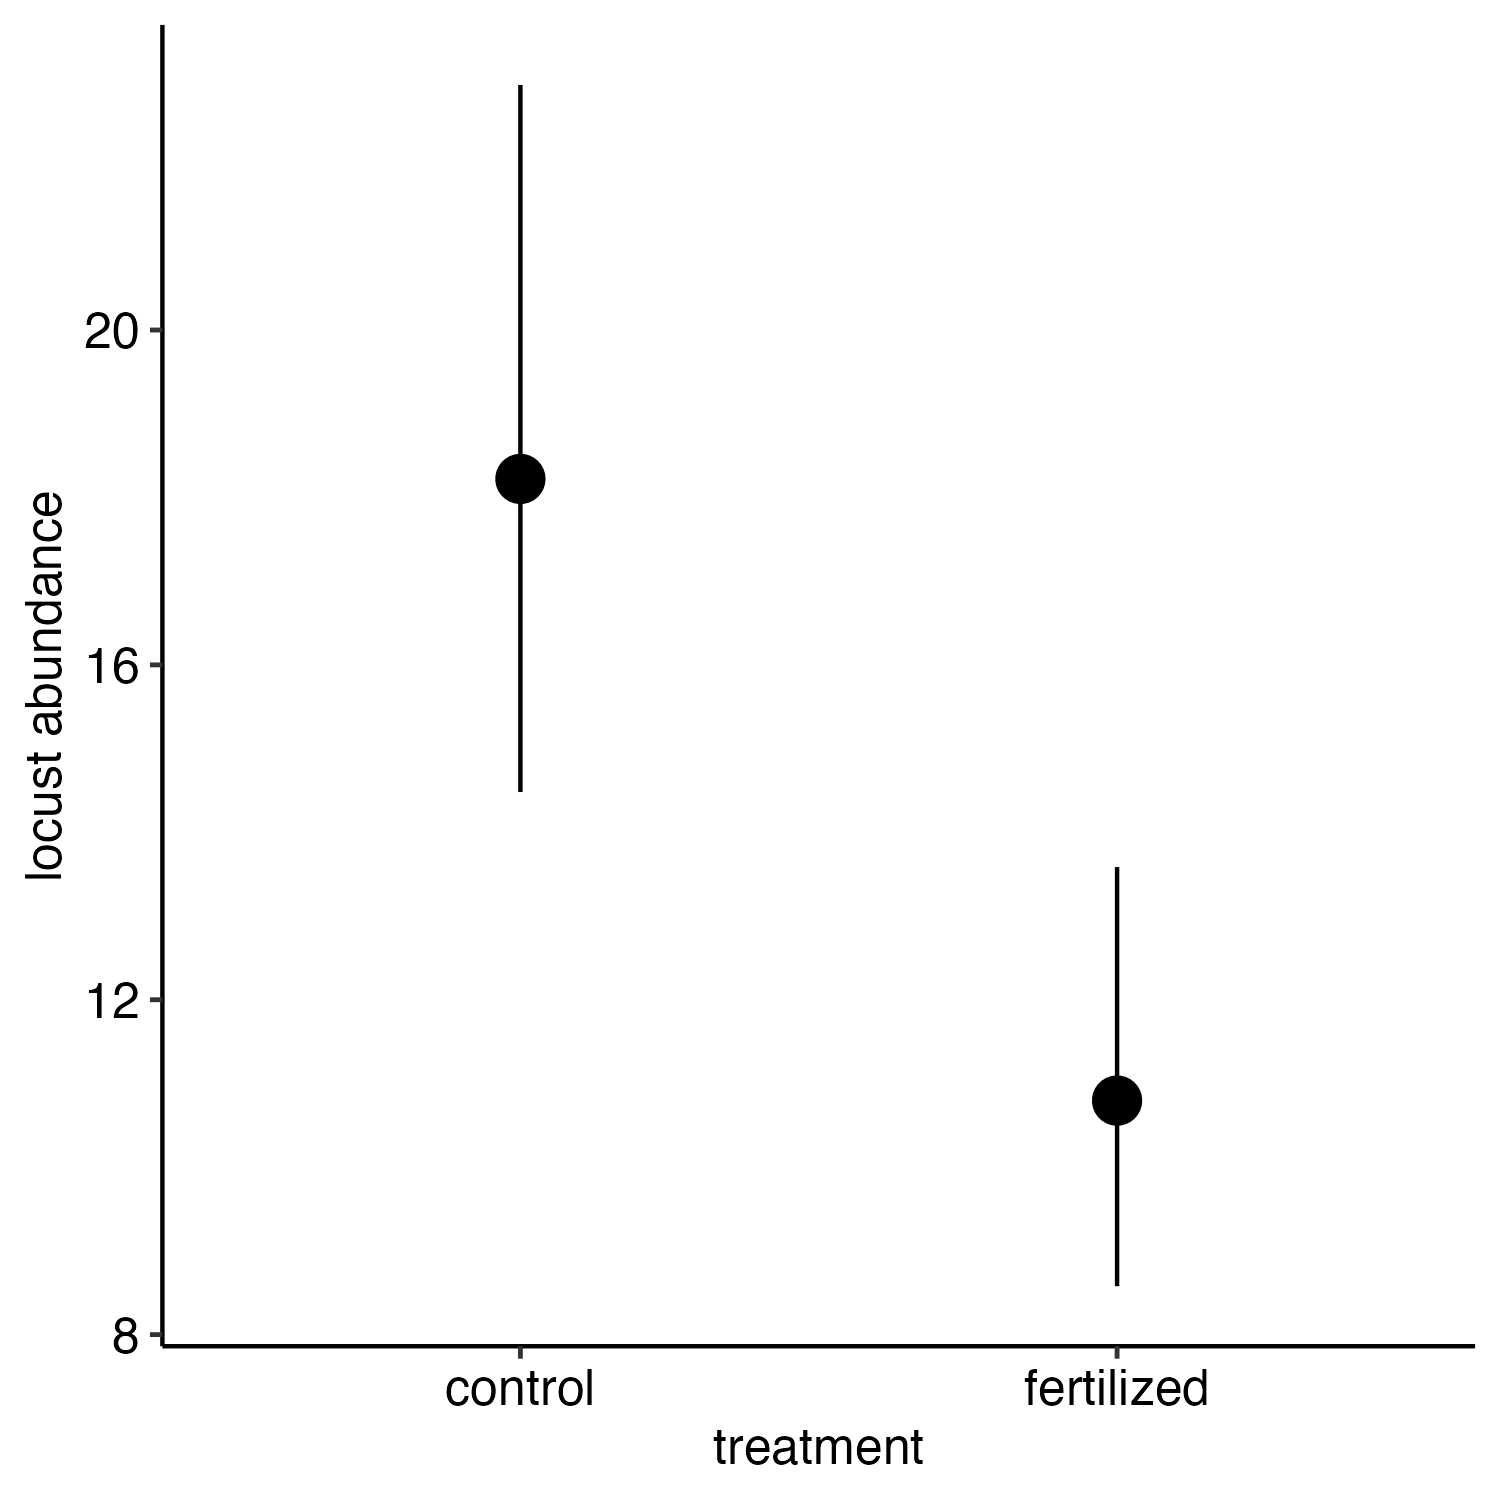 locust abundance
20
16
12
8
control
fertilized
treatment